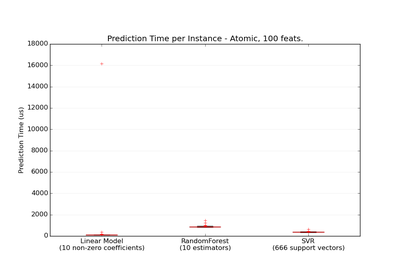 Prediction Time per Instance - Atomic, 100 feats.
18000
16000
14000
12000
10000
8000
6000
4000
2000
0
Prediction Time (us)
Linear Model
(10 non-zero coefficients)
RandomForest
(10 estimators)
SVR
(666 support vectors)